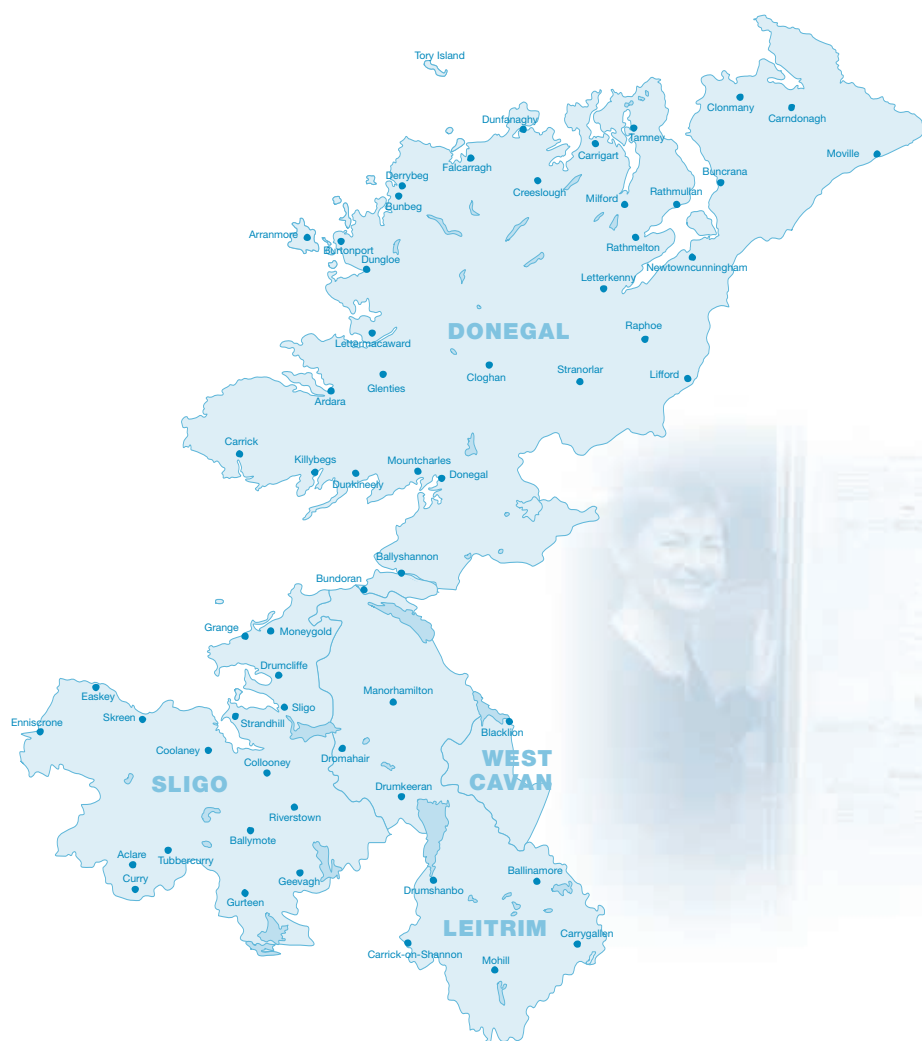 Tory Island
Clonmany
Carndonagh
Dunfanaghy
Tamney
Carrigart
Moville
Falcarragh
Buncrana
Derrybeg
Creeslough
Rathmullan
Milford
Bunbeg
Arranmore
Burtonport
Rathmelton
Dungloe
Newtowncunningham
Letterkenny
DONEGAL
Raphoe
Lettermacaward
Cloghan
Stranorlar
Lifford
Glenties
Ardara
Carrick
Killybegs
Mountcharles
Donegal
Dunkineely
Ballyshannon
Bundoran
Grange
Moneygold
Drumcliffe
Manorhamilton
Easkey
Sligo
Skreen
Enniscrone
Strandhill
Blacklion
Coolaney
Dromahair
Collooney
WEST
CAVAN
SLIGO
Drumkeeran
Riverstown
Ballymote
Aclare
Tubbercurry
Ballinamore
Curry
Geevagh
Drumshanbo
Gurteen
LEITRIM
Carrygallen
Carrick-on-Shannon
Mohill